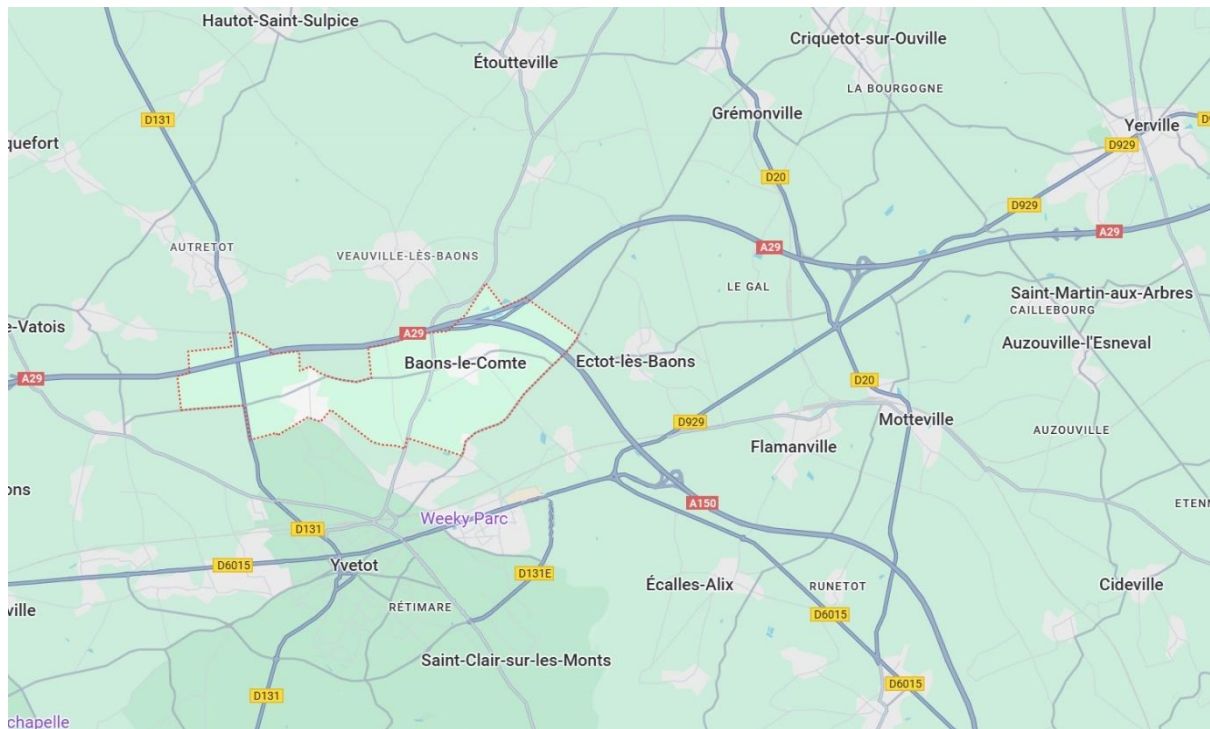 Hautot-Saint-Sulpice
Criquetot-sur-Ouville
Étoutteville
LA BOURGOGNE
Grémonville
D131
Yerville
D9
D929
quefort
D20
D929
A29
A29
AUTRETOT
VEAUVILLE-LÈS-BAONS
LE GAL
Saint-Martin-aux-Arbres
CAILLEBOURG
e-Vatois
A29
Auzouville-l'Esneval
Baons-le-Comte
Ectot-lès-Baons
A29
D20
D929
Motteville
AUZOUVILLE
Flamanville
ons
A150
ETENN
Weeky Parc
D131
D6015
Yvetot
D131E
Écalles-Alix
RUNETOT
Cideville
ville
RÉTIMARE
D6015
Saint-Clair-sur-les-Monts
D6015
D131
chapelle